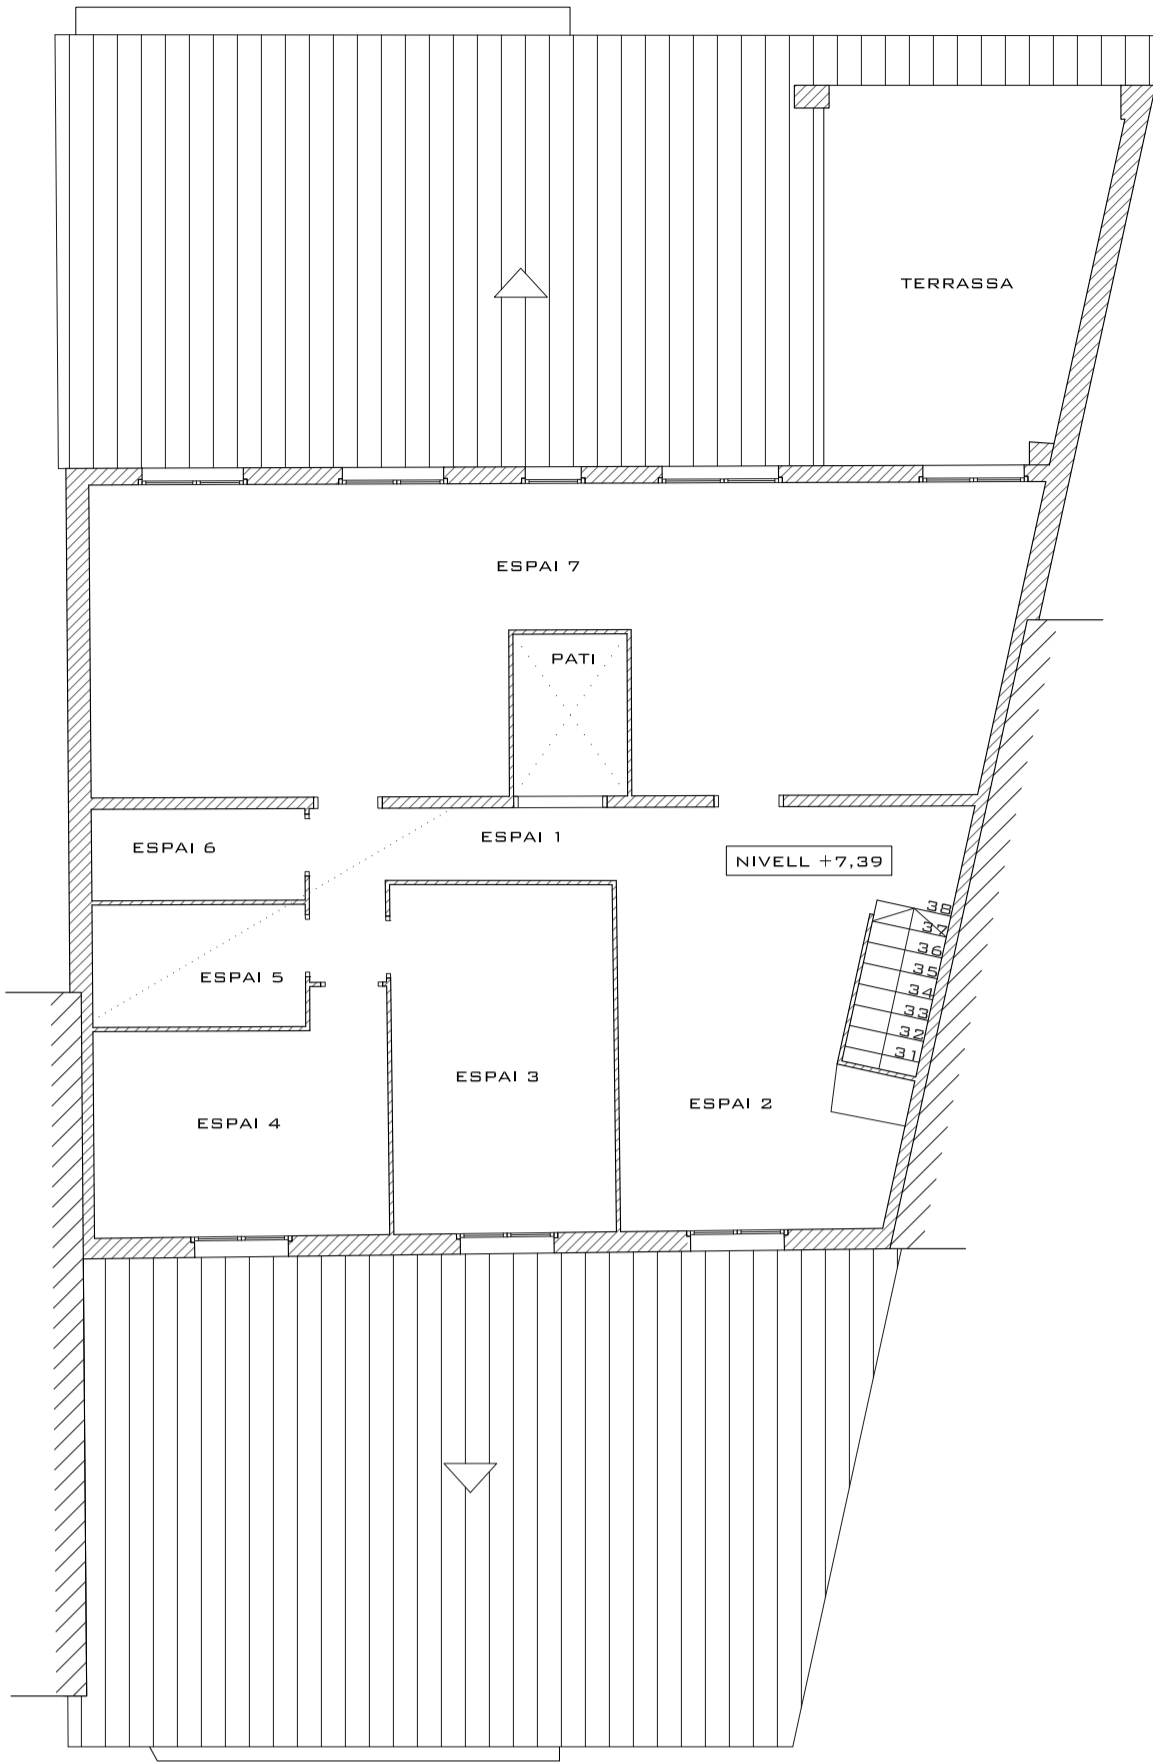 TERRASSA
ESPAI 7
PATI
ESPAI 1
ESPAI 6
NIVELL +7,39
38
37
36
ESPAI 5
35
34
33
32
31
ESPAI 3
ESPAI 2
ESPAI 4